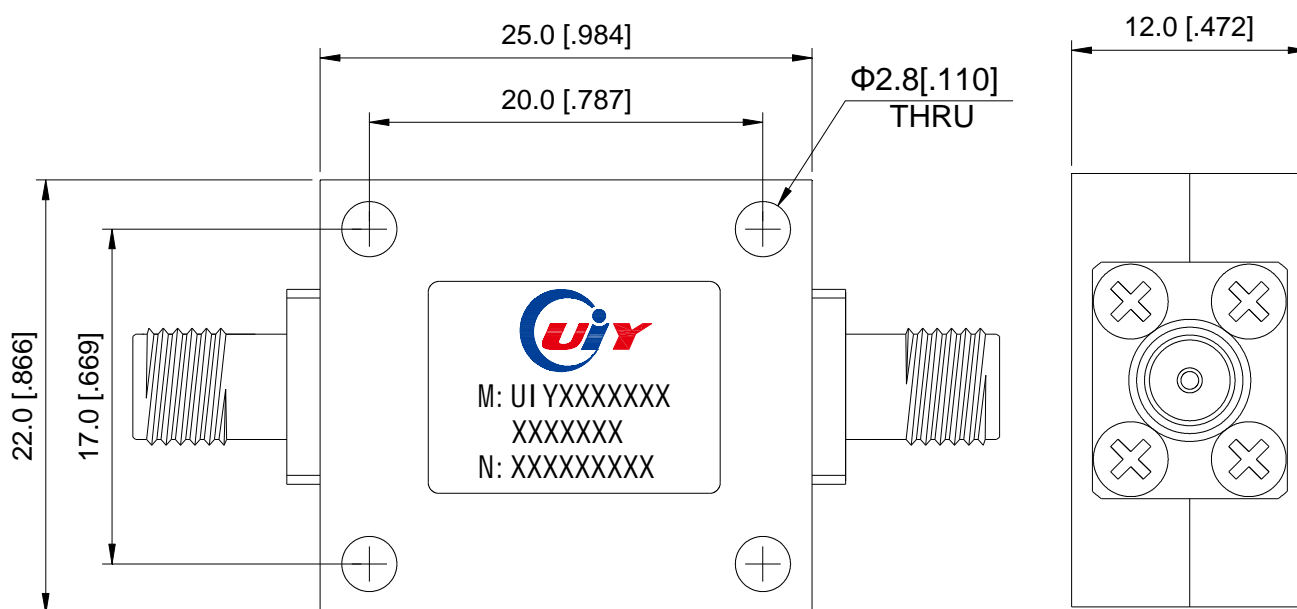 25.0 [.984]
12.0 [.472]
20.0 [.787]
Φ2.8[.110]
THRU
22.0 [.866]
17.0 [.669]
UiY
M: UIYXXXXXXX
XXXXXXX
N: XXXXXXXXX